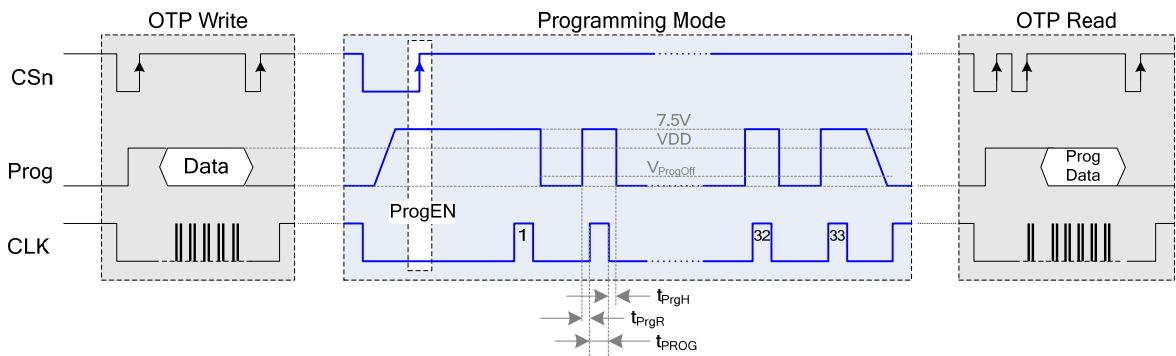 OTP Write
Programming Mode
OTP Read
CSn
7.5V
VDD
Prog
Data
VProgOff
Prog
Data
ProgEN
CLK
1
32
33
tPrgH
tPrgR
tPROG